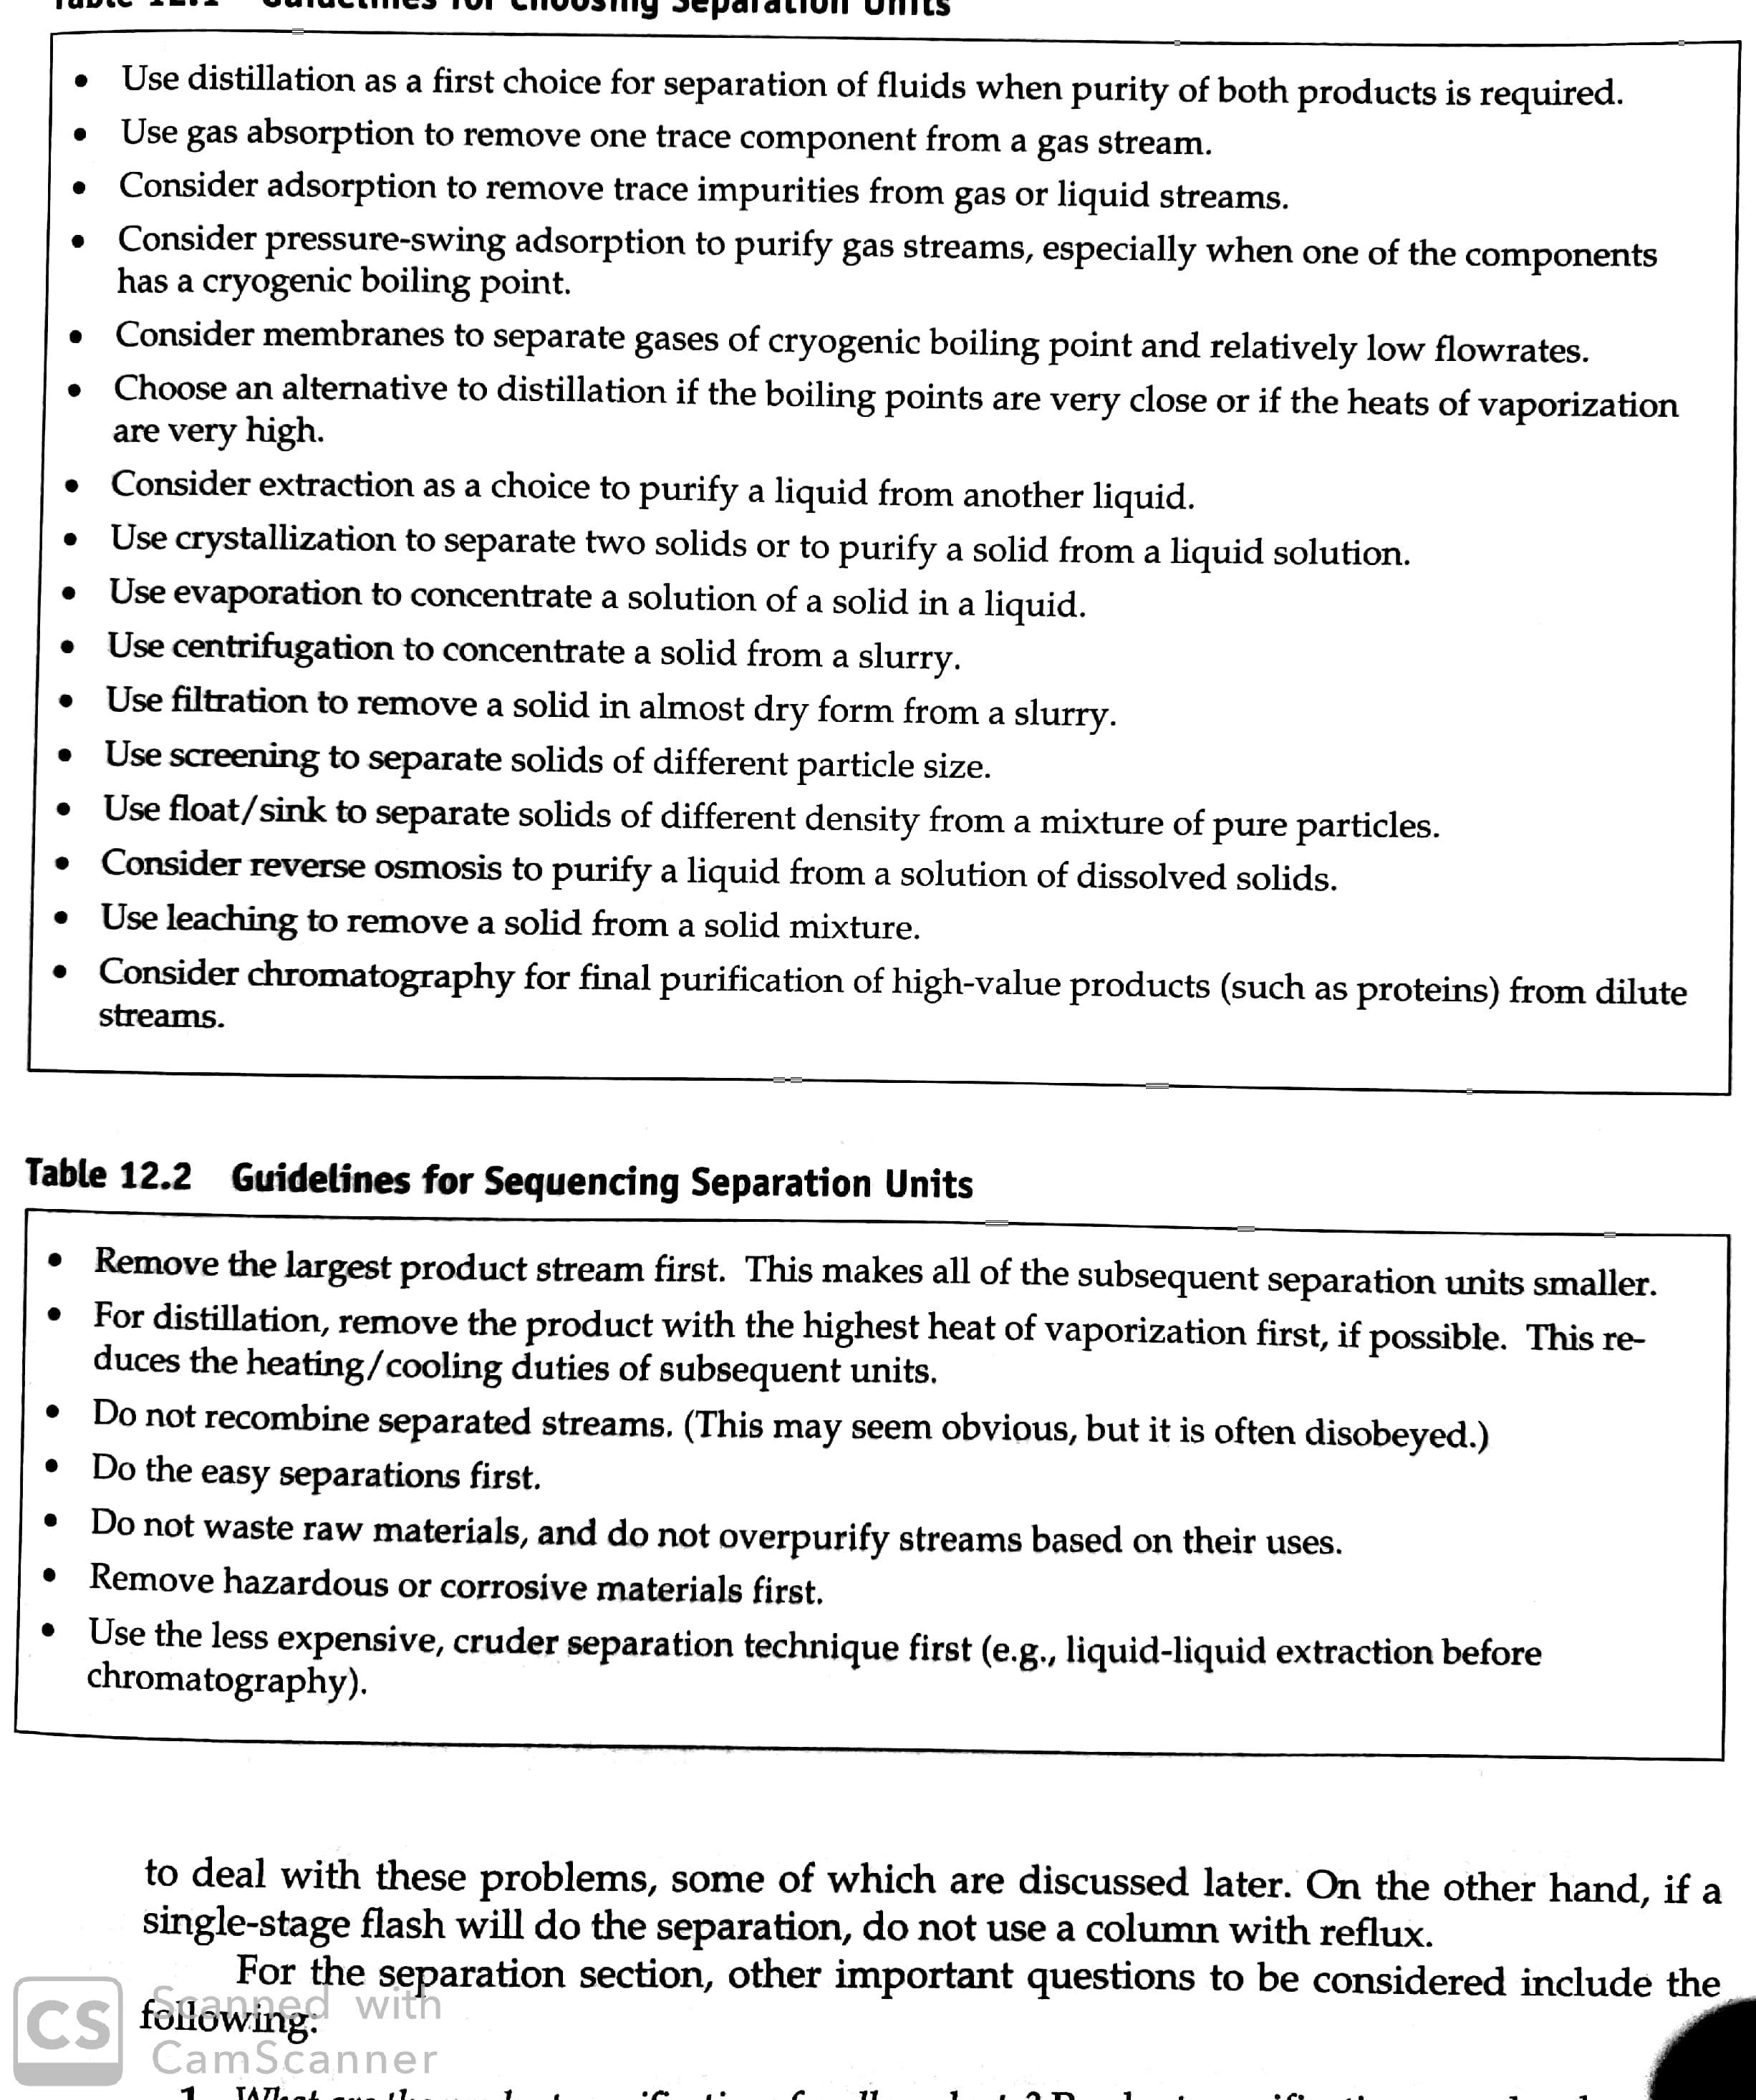 Table 12.1 Guidelines for Choosing Separation Units
• Use distillation as a first choice for separation of fluids when purity of both products is required.
• Use gas absorption to remove one trace component from a gas stream.
• Consider adsorption to remove trace impurities from gas or liquid streams.
• Consider pressure-swing adsorption to purify gas streams, especially when one of the components
has a cryogenic boiling point.
• Consider membranes to separate gases of cryogenic boiling point and relatively low flowrates.
• Choose an alternative to distillation if the boiling points are very close or if the heats of vaporization
are very high.
• Consider extraction as a choice to purify a liquid from another liquid.
• Use crystallization to separate two solids or to purify a solid from a liquid solution.
• Use evaporation to concentrate a solution of a solid in a liquid.
• Use centrifugation to concentrate a solid from a slurry.
• Use filtration to remove a solid in almost dry form from a slurry.
• Use screening to separate solids of different particle size.
• Use float/sink to separate solids of different density from a mixture of pure particles.
• Consider reverse osmosis to purify a liquid from a solution of dissolved solids.
• Use leaching to remove a solid from a solid mixture.
• Consider chromatography for final purification of high-value products (such as proteins) from dilute
streams.
Table 12.2 Guidelines for Sequencing Separation Units
• Remove the largest product stream first. This makes all of the subsequent separation units smaller.
• For distillation, remove the product with the highest heat of vaporization first, if possible. This re-
duces the heating/cooling duties of subsequent units.
• Do not recombine separated streams. (This may seem obvious, but it is often disobeyed.)
• Do the easy separations first.
• Do not waste raw materials, and do not overpurify streams based on their uses.
• Remove hazardous or corrosive materials first.
• Use the less expensive, cruder separation technique first (e.g., liquid-liquid extraction before
chromatography).
to deal with these problems, some of which are discussed later. On the other hand, if a
single-stage flash will do the separation, do not use a column with reflux.
For the separation section, other important questions to be considered include the
following:
CS Scanned with
CamScanner
1. What are the